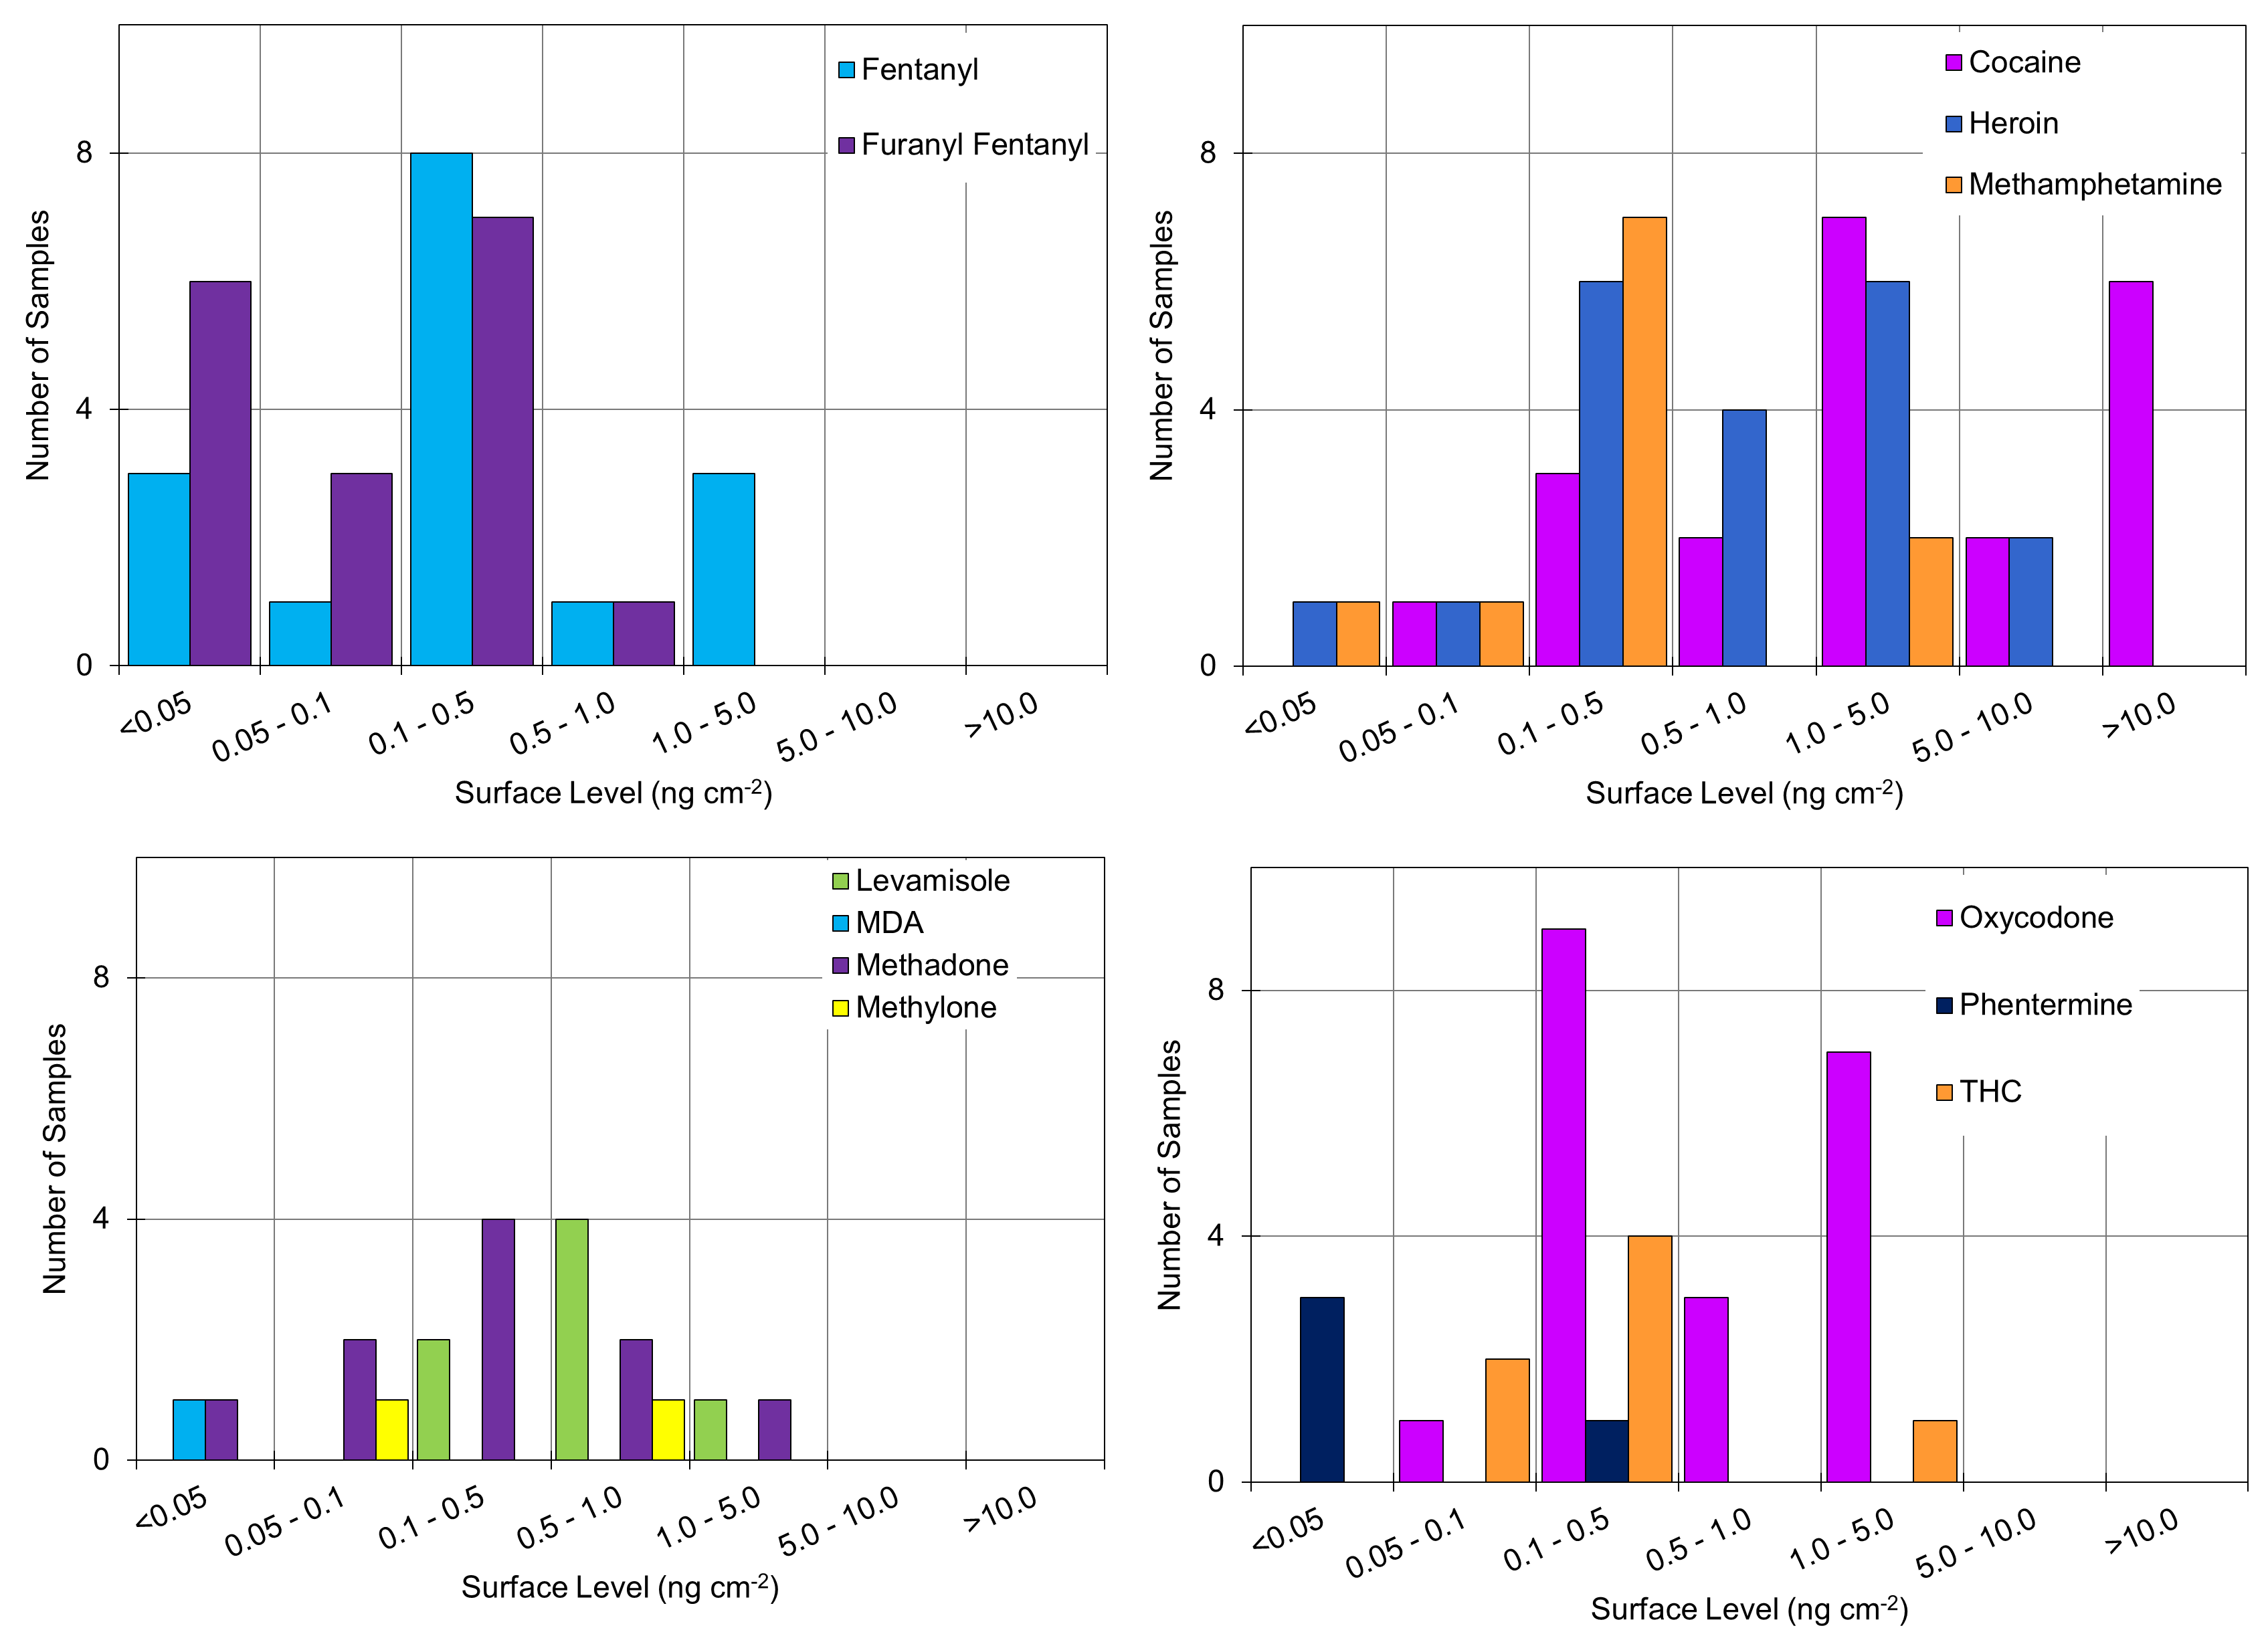 Fentanyl
Furanyl Fentanyl
8
4
0
Number of Samples
<0.05
0.05 - 0.1
0.1 - 0.5
0.5 - 1.0
1.0 - 5.0
5.0 - 10.0
>10.0
Surface Level (ng cm-2)
Cocaine
Heroin
Methamphetamine
8
4
0
Number of Samples
<0.05
0.05 - 0.1
0.1 - 0.5
0.5 - 1.0
1.0 - 5.0
5.0 - 10.0
>10.0
Surface Level (ng cm-2)
Levamisole
MDA
Methadone
Methylone
8
4
0
Number of Samples
<0.05
0.05 - 0.1
0.1 - 0.5
0.5 - 1.0
1.0 - 5.0
5.0 - 10.0
>10.0
Surface Level (ng cm-2)
Oxycodone
Phentermine
THC
8
4
0
Number of Samples
<0.05
0.05 - 0.1
0.1 - 0.5
0.5 - 1.0
1.0 - 5.0
5.0 - 10.0
>10.0
Surface Level (ng cm-2)